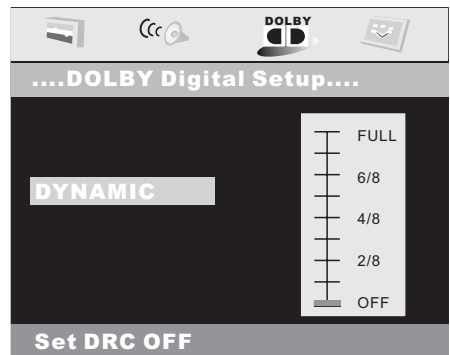 DOLBY
....DOLBY Digital Setup....
FULL
6/8
DYNAMIC
4/8
2/8
OFF
Set DRC OFF